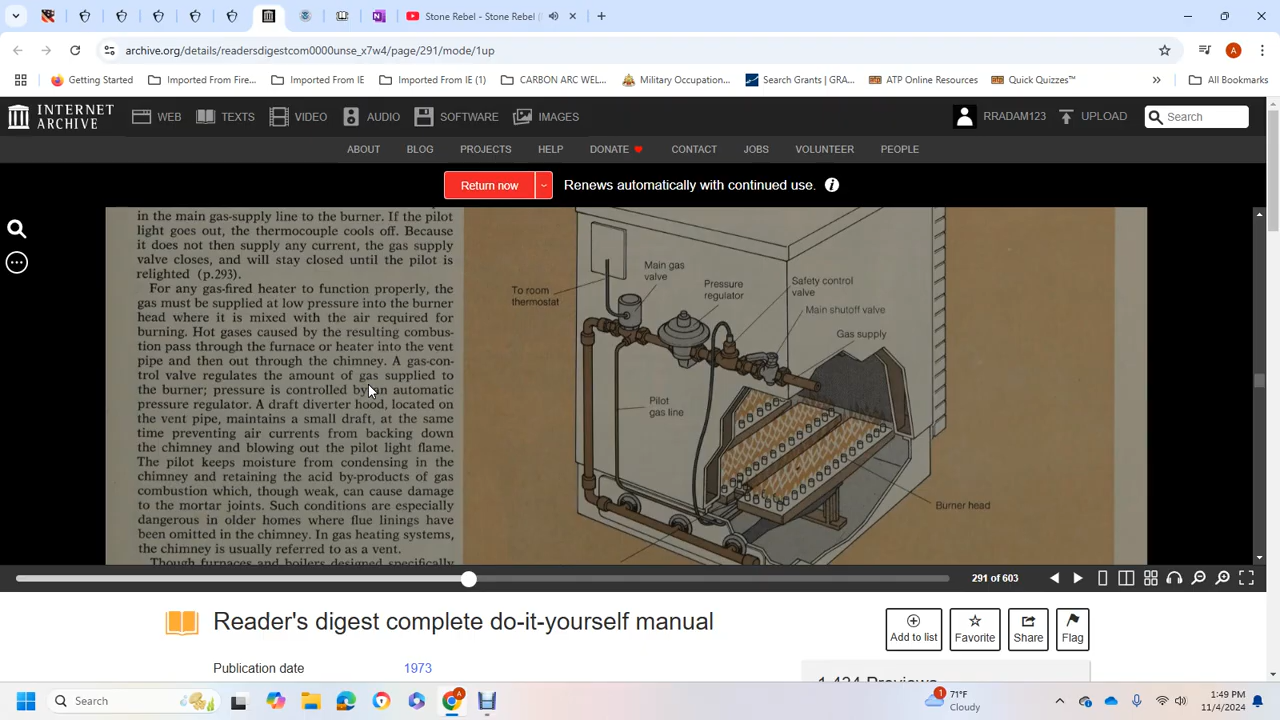 Stone Rebel - Stone Rebel (
archive.org/details/readersdigestcom0000unse_x7w4/page/291/mode/1up
A
Getting Started
Imported From Fire...
Imported From IE
Imported From IE (1)
CARBON ARC WEL...
Military Occupation...
Search Grants | GRA...
ATP Online Resources
Quick Quizzes™
»
All Bookmarks
INTERNET ARCHIVE
WEB
TEXTS
VIDEO
AUDIO
SOFTWARE
IMAGES
RRADAM123
UPLOAD
Search
ABOUT
BLOG
PROJECTS
HELP
DONATE
CONTACT
JOBS
VOLUNTEER
PEOPLE
Return now
Renews automatically with continued use.
in the main gas-supply line to the burner. If the pilot
light goes out, the thermocouple cools off. Because
it does not then supply any current, the gas supply
valve closes, and will stay closed until the pilot is
relighted (p.293).
For any gas-fired heater to function properly, the
gas must be supplied at low pressure into the burner
head where it is mixed with the air required for
burning. Hot gases caused by the resulting combus-
tion pass through the furnace or heater into the vent
pipe and then out through the chimney. A gas-con-
trol valve regulates the amount of gas supplied to
the burner; pressure is controlled by an automatic
pressure regulator. A draft diverter hood, located on
the vent pipe, maintains a small draft, at the same
time preventing air currents from backing down
the chimney and blowing out the pilot light flame.
The pilot keeps moisture from condensing in the
chimney and retaining the acid by-products of gas
combustion which, though weak, can cause damage
to the mortar joints. Such conditions are especially
dangerous in older homes where flue linings have
been omitted in the chimney. In gas heating systems,
the chimney is usually referred to as a vent.
Though furnaces and boilers designed specifically
To room
thermostat
Main gas
valve
Pressure
regulator
Safety control
valve
Main shutoff valve
Gas supply
Pilot
gas line
Burner head
291 of 603
Reader's digest complete do-it-yourself manual
Add to list
Favorite
Share
Flag
Publication date
1973
1,424 Previews
Search
1
71°F
Cloudy
1:49 PM
11/4/2024